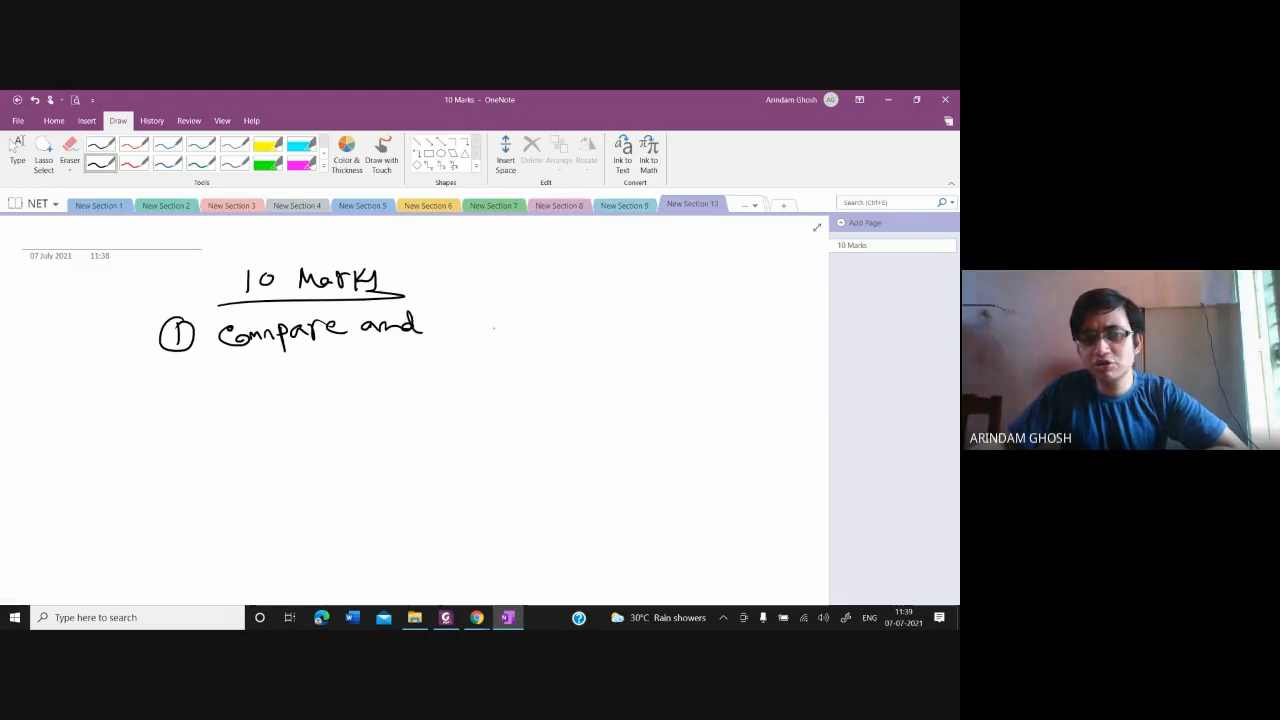 10 Marks - OneNote
Arindam Ghosh AG
File Home Insert Draw History Review View Help
Type Lasso Select Eraser Color & Thickness Draw with Touch Insert Space Delete Arrange Rotate Ink to Text Ink to Math
Tools Shapes Edit Convert
NET New Section 1 New Section 2 New Section 3 New Section 4 New Section 5 New Section 6 New Section 7 New Section 8 New Section 9 New Section 13 Search (Ctrl+E)
Add Page
10 Marks
07 July 2021 11:38
10 Marks
① Compare and
ARINDAM GHOSH
Type here to search 30°C Rain showers ENG 11:39
07-07-2021